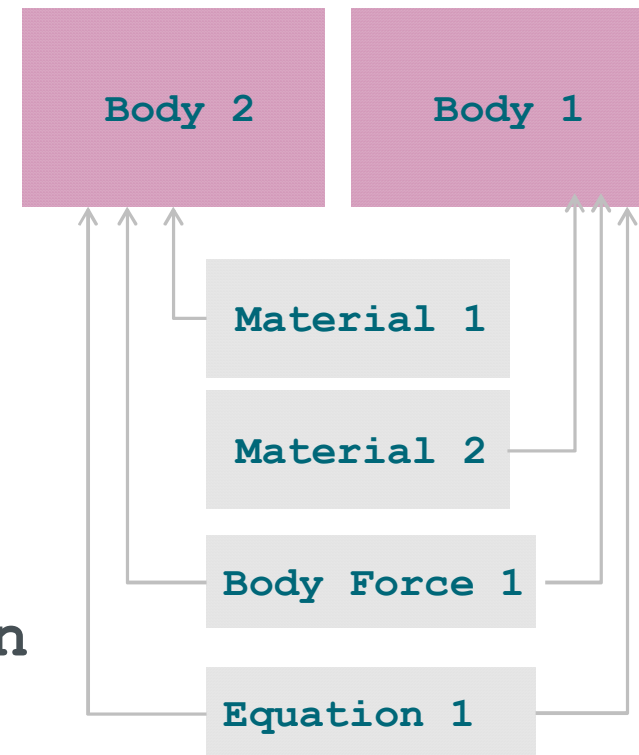 Body 2
Body 1
Material 1
Material 2
Body Force 1
n
Equation 1